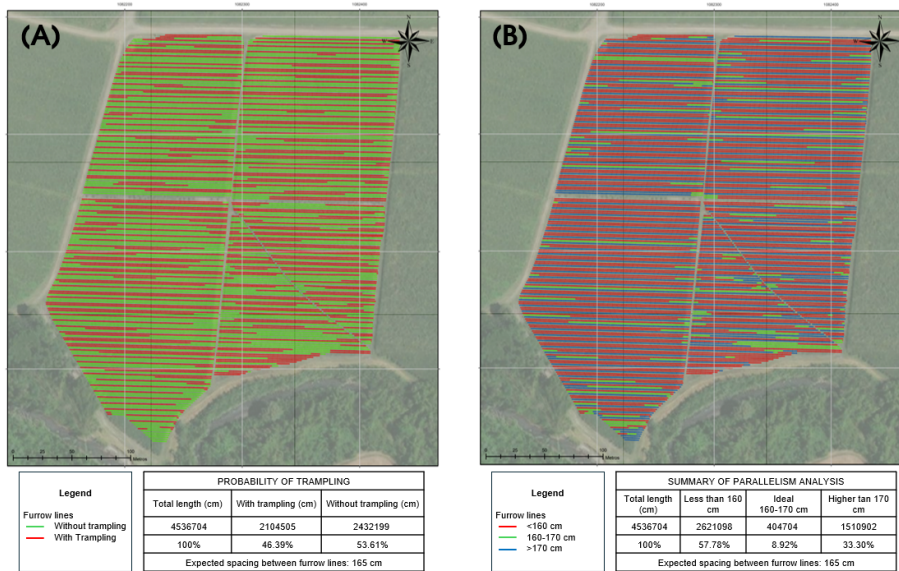 (A)
PROBABILITY OF TRAMPLING
Legend
Furrow lines
Without trampling
With Trampling
Total length (cm) With trampling (cm) Without trampling (cm)
4536704 2104505 2432199
100% 46.39% 53.61%
Expected spacing between furrow lines: 165 cm
(B)
SUMMARY OF PARALLELISM ANALYSIS
Legend
Furrow lines
<160 cm
160-170 cm
>170 cm
Total length (cm) Less than 160 cm Ideal 160-170 cm Higher tan 170 cm
4536704 2621098 404704 1510902
100% 57.78% 8.92% 33.30%
Expected spacing between furrow lines: 165 cm